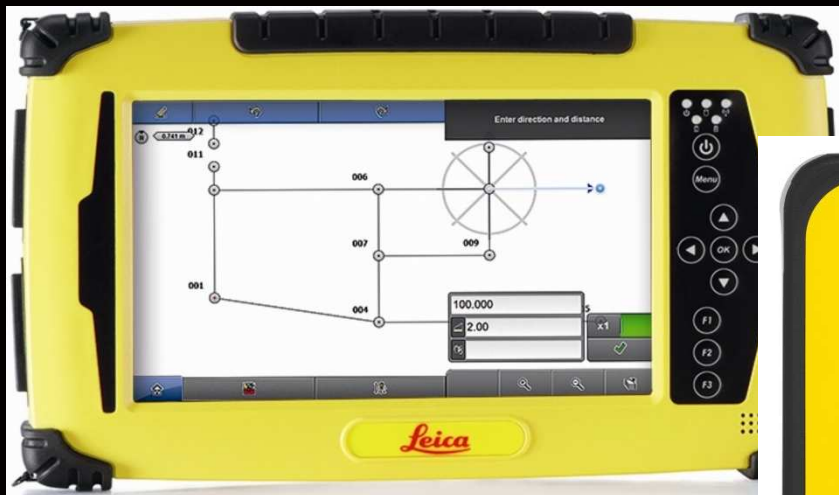 Enter direction and distance
0.741 m
012
011
006
007
009
001
004
100.000
2.00
s
x1
Menu
OK
F1
F2
F3
Leica